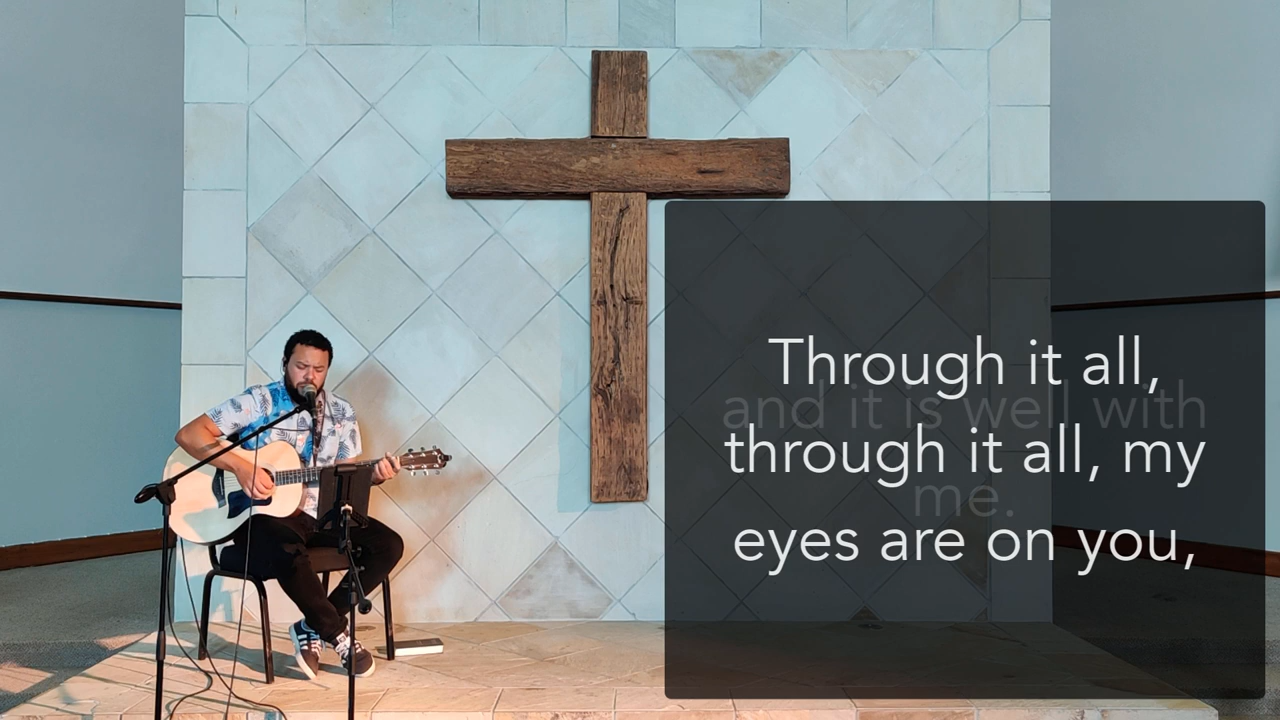 Through it all,
and it is well with
through it all, my
me.
eyes are on you,